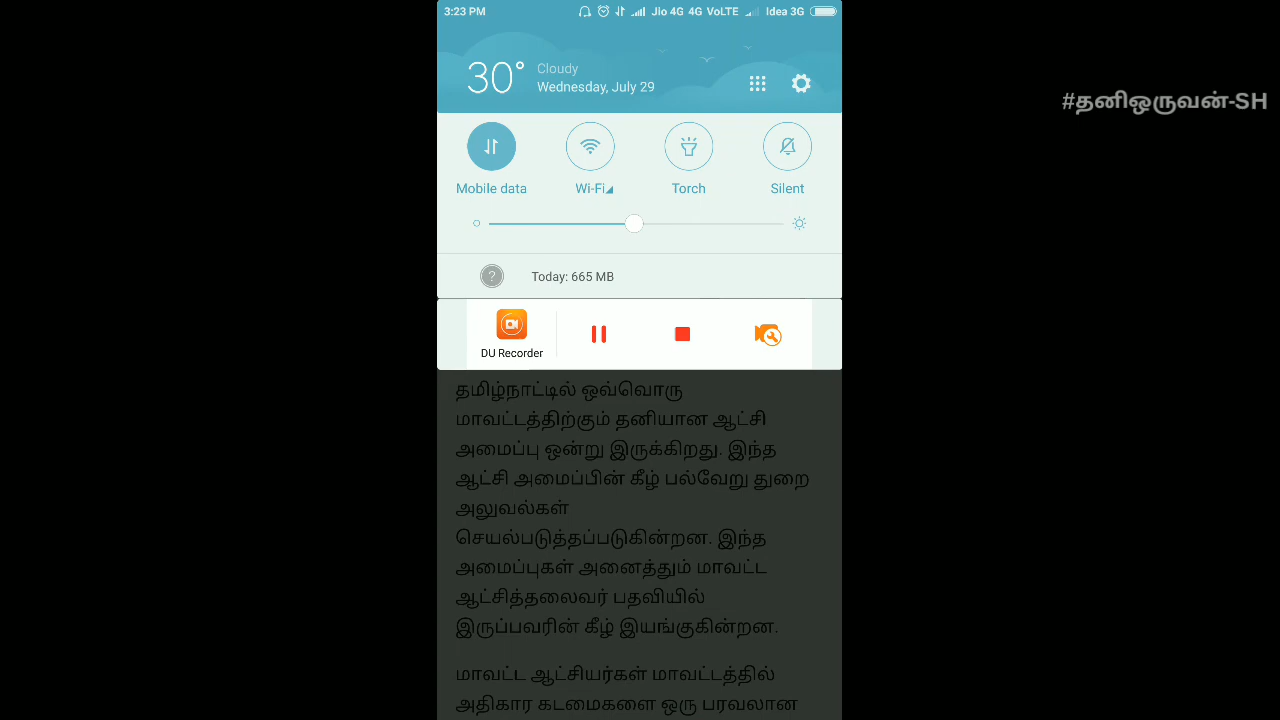 3:23 PM
Jio 4G 4G VoLTE
Idea 3G
#தனிஒருவன்-SH
30°
Cloudy
Wednesday, July 29
Mobile data
Wi-Fi
Torch
Silent
?
Today: 665 MB
DU Recorder
தமிழ்நாட்டில் ஒவ்வொரு
மாவட்டத்திற்கும் தனியான ஆட்சி
அமைப்பு ஒன்று இருக்கிறது. இந்த
ஆட்சி அமைப்பின் கீழ் பல்வேறு துறை
அலுவல்கள்
செயல்படுத்தப்படுகின்றன. இந்த
அமைப்புகள் அனைத்தும் மாவட்ட
ஆட்சித்தலைவர் பதவியில்
இருப்பவரின் கீழ் இயங்குகின்றன.
மாவட்ட ஆட்சியர்கள் மாவட்டத்தில்
அதிகார கடமைகளை ஒரு பரவலான